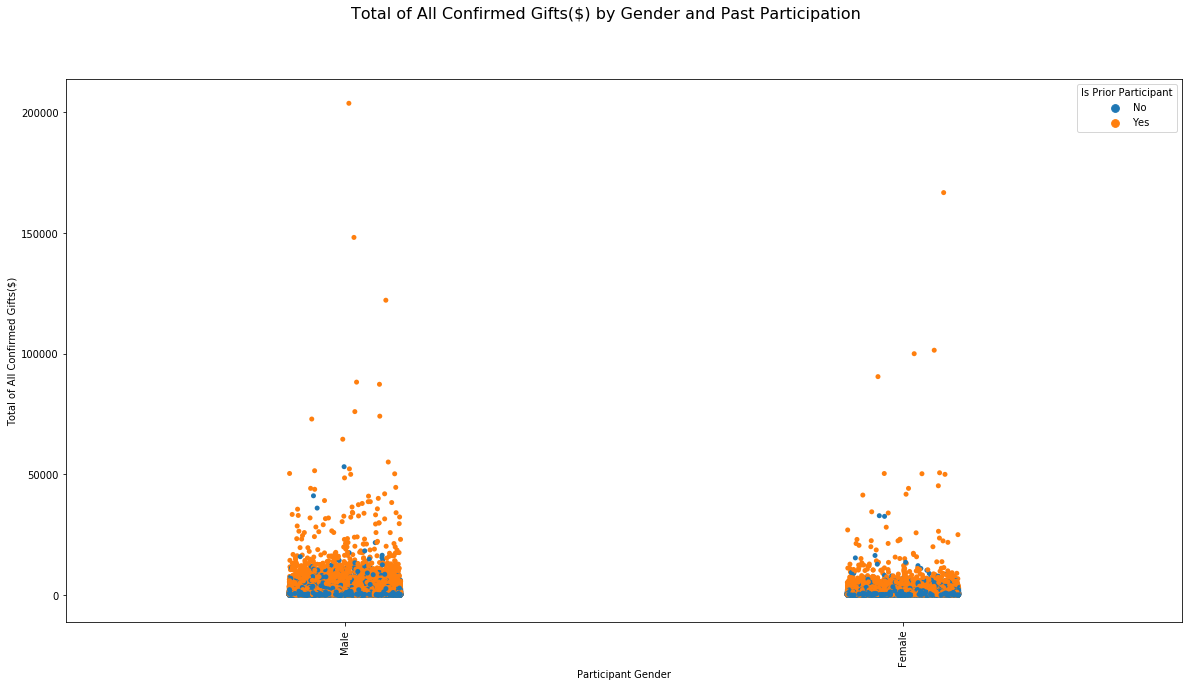 Total of All Confirmed Gifts($) by Gender and Past Participation
Is Prior Participant
No
Yes
200000
150000
100000
50000
0
Total of All Confirmed Gifts($)
Male
Female
Participant Gender